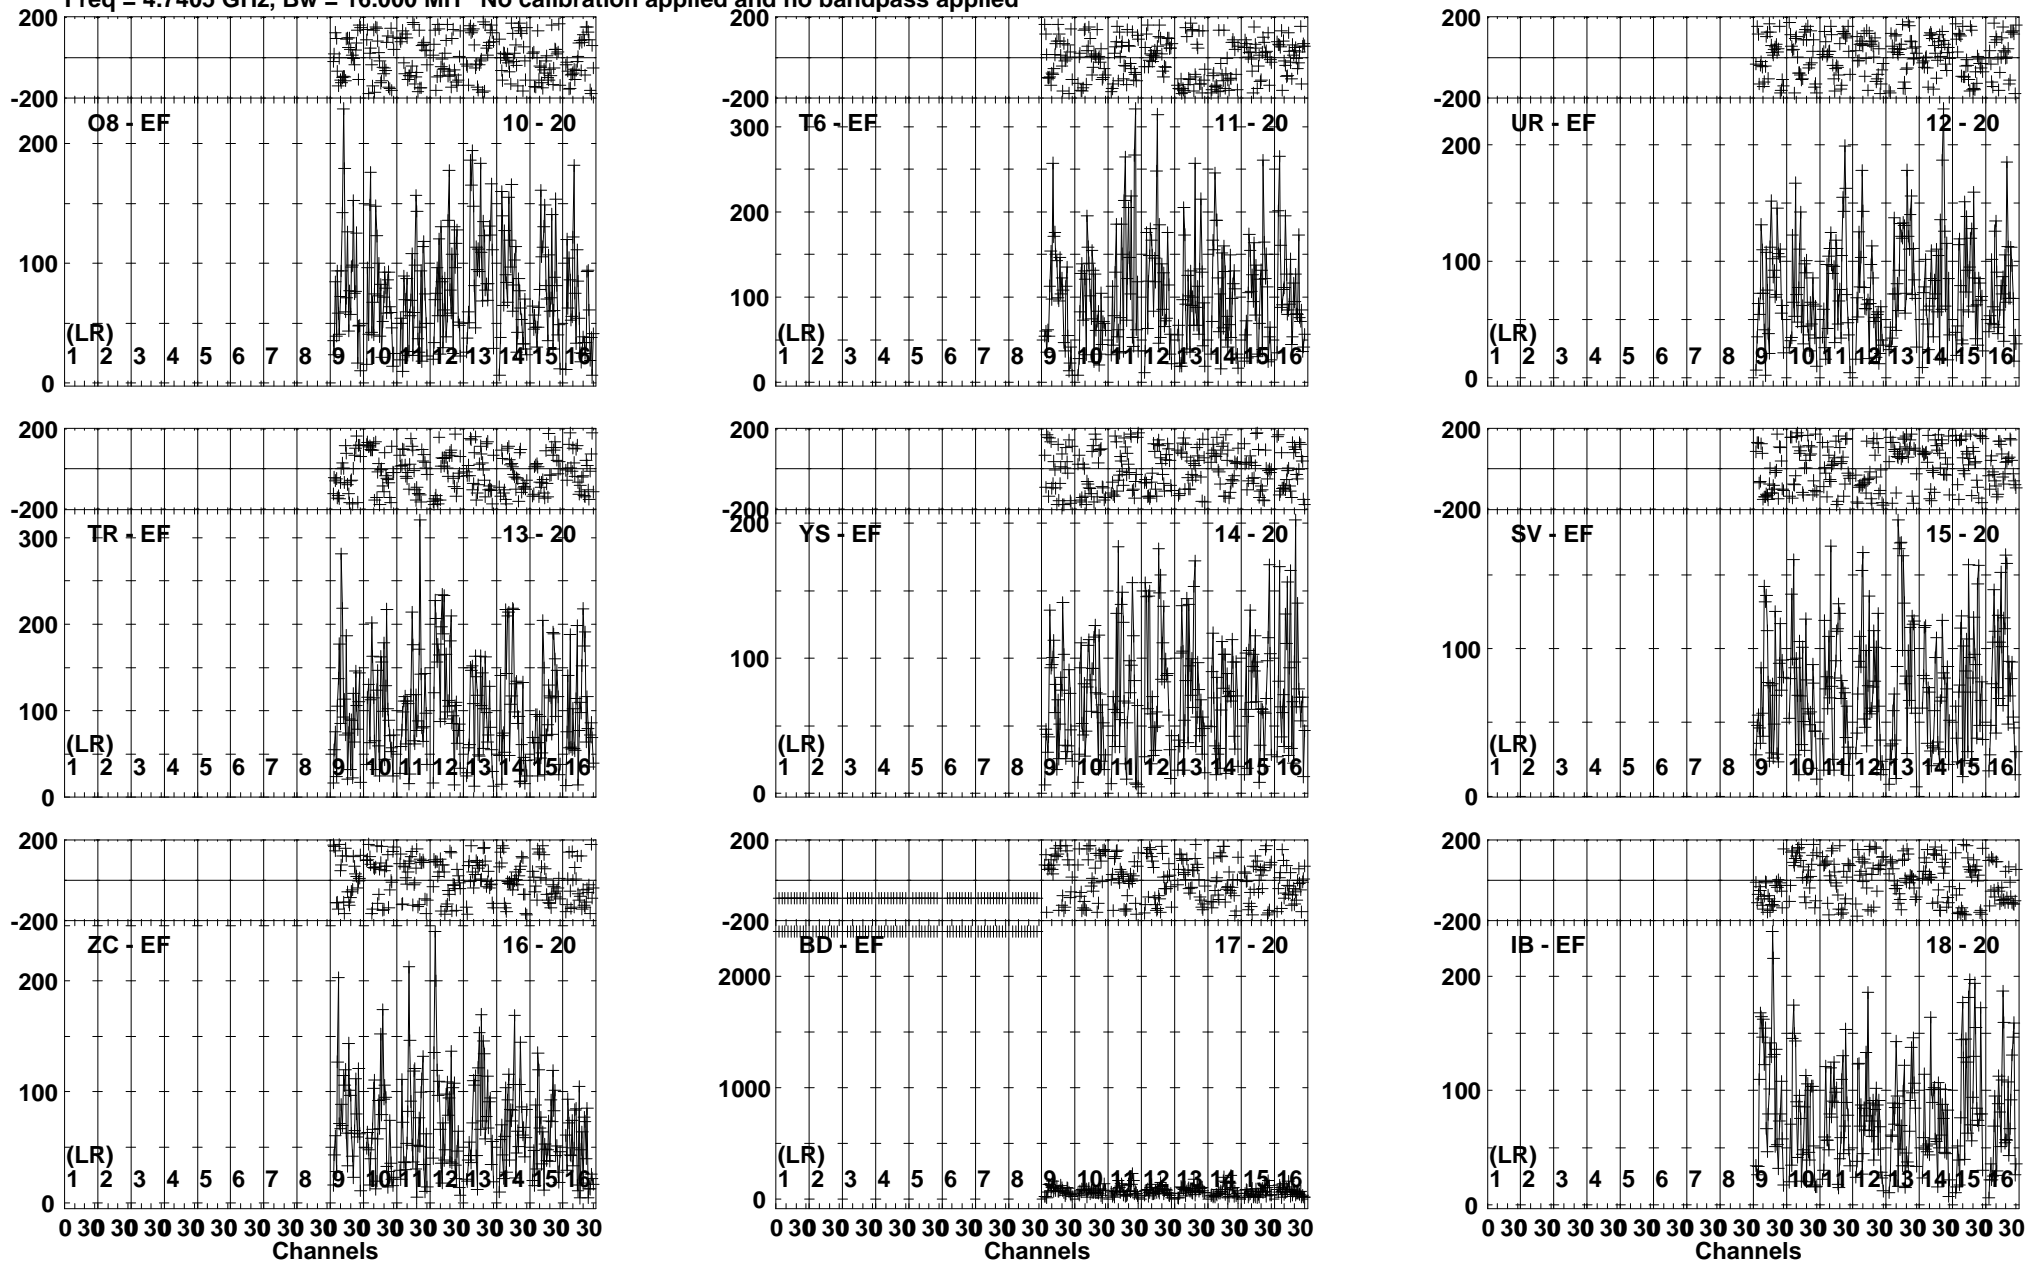 Freq = 4.7405 GHz, Bw = 16.000 MH No calibration applied and no bandpass applied
200 200 200
-200 -200 -200
O8 - EF 10 - 20 T6 - EF 11 - 20 UR - EF 12 - 20
200 300 200
200
100 100 100
(LR) (LR) (LR)
1 2 3 4 5 6 7 8 9 10 11 12 13 14 15 16 1 2 3 4 5 6 7 8 9 10 11 12 13 14 15 16 1 2 3 4 5 6 7 8 9 10 11 12 13 14 15 16
0 0 0
200 200 200
-200 -200 -200
TR - EF 13 - 20 YS - EF 14 - 20 SV - EF 15 - 20
300 200
200
100 100 100
(LR) (LR) (LR)
1 2 3 4 5 6 7 8 9 10 11 12 13 14 15 16 1 2 3 4 5 6 7 8 9 10 11 12 13 14 15 16 1 2 3 4 5 6 7 8 9 10 11 12 13 14 15 16
0 0 0
200 200 200
-200 -200 -200
ZC - EF 16 - 20 BD - EF 17 - 20 IB - EF 18 - 20
200 2000 200
100 1000 100
(LR) (LR) (LR)
1 2 3 4 5 6 7 8 9 10 11 12 13 14 15 16 1 2 3 4 5 6 7 8 9 10 11 12 13 14 15 16 1 2 3 4 5 6 7 8 9 10 11 12 13 14 15 16
0 0 0
0 30 30 30 30 30 30 30 30 30 30 30 30 30 30 30 30 0 30 30 30 30 30 30 30 30 30 30 30 30 30 30 30 30 0 30 30 30 30 30 30 30 30 30 30 30 30 30 30 30 30
Channels Channels Channels